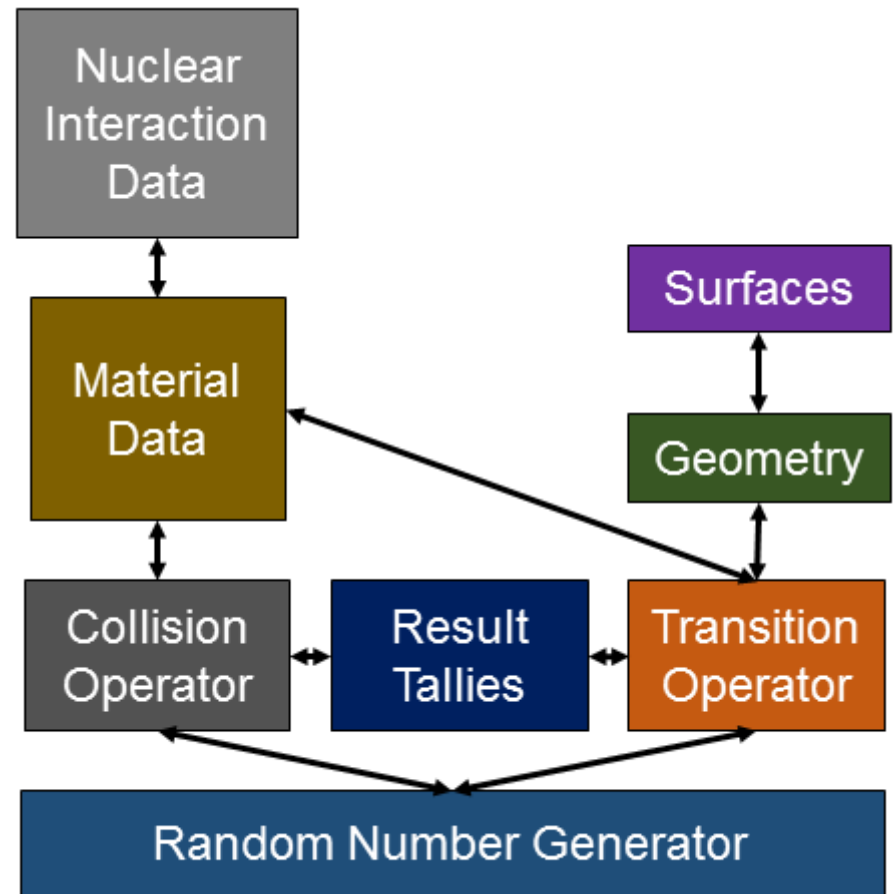 Nuclear
Interaction
Data
Surfaces
Material
Data
Geometry
Collision
Operator
Result
Tallies
Transition
Operator
Random Number Generator